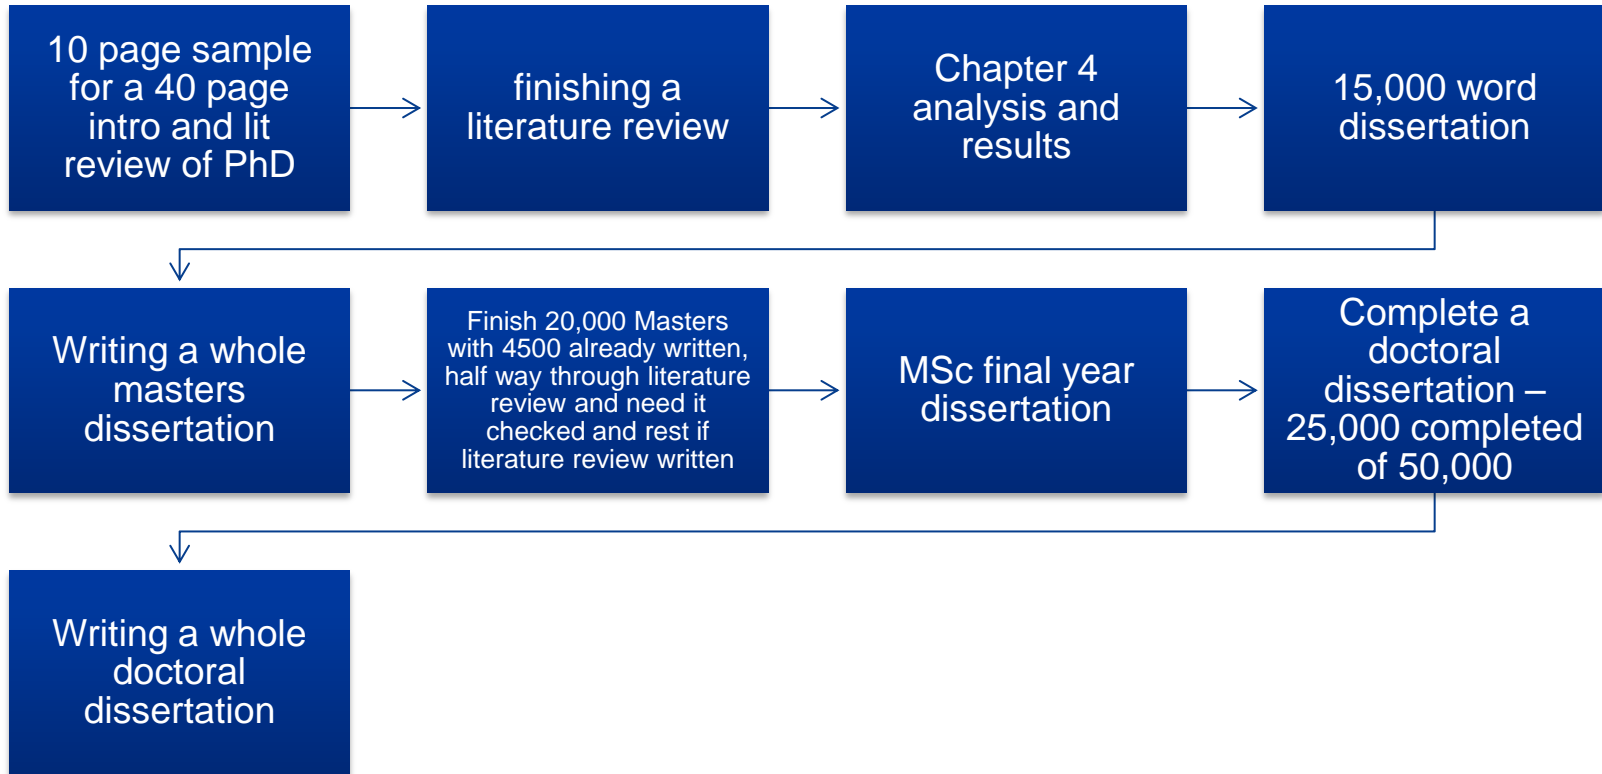 10 page sample
for a 40 page
intro and lit
review of PhD
finishing a
literature review
Chapter 4
analysis and
results
15,000 word
dissertation
Writing a whole
masters
dissertation
Finish 20,000 Masters
with 4500 already written,
half way through literature
review and need it
checked and rest if
literature review written
MSc final year
dissertation
Complete a
doctoral
dissertation –
25,000 completed
of 50,000
Writing a whole
doctoral
dissertation